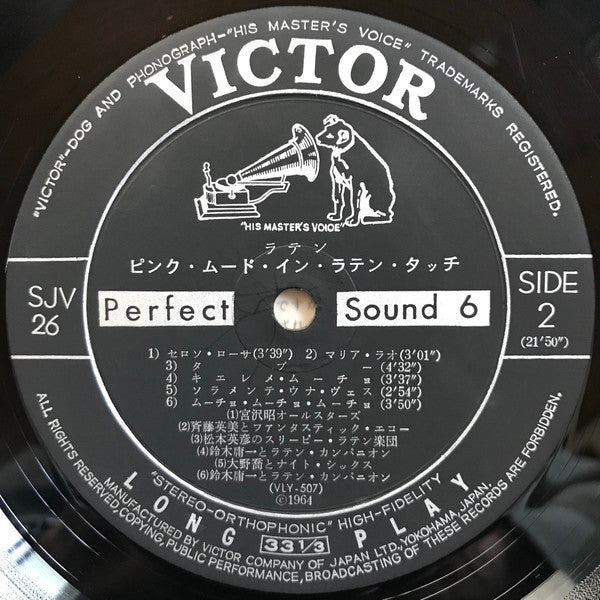 "VICTOR"-DOG AND PHONOGRAPH-"HIS MASTER'S VOICE" TRADEMARKS REGISTERED.
VICTOR
"HIS MASTER'S VOICE"
ラテン
ピンク・ムード・イン・ラテン・タッチ
SJV
26
SIDE
2
(21'50")
Perfect
Sound 6
1) セロン・ローサ(3'39") 2) マリア・ラオ(3'01")
3) タブー(4'32")
4) キエレメ・ムーチョ(3'37")
5) ソラメンテ・ウナ・ヴェス(2'54")
6) ムーチョ・ムーチョ・ムーチョ(3'50")
(1)宮沢昭オールスターズ
(2)斉藤英美とファンタスティック・エコー
(3)松本英彦のスリーピー・ラテン楽団
(4)鈴木庸一とラテン・カンパニオン
(5)大野喬とナイト・シックス
(6)鈴木庸一とラテン・カンパニオン
(VLY-507)
©1964
"STEREO-ORTHOPHONIC" HIGH-FIDELITY
LONG 33 1/3 PLAY
MANUFACTURED BY VICTOR COMPANY OF JAPAN LTD., YOKOHAMA, JAPAN.
ALL RIGHTS RESERVED, COPYING, PUBLIC PERFORMANCE, BROADCASTING OF THESE RECORDS ARE FORBIDDEN.